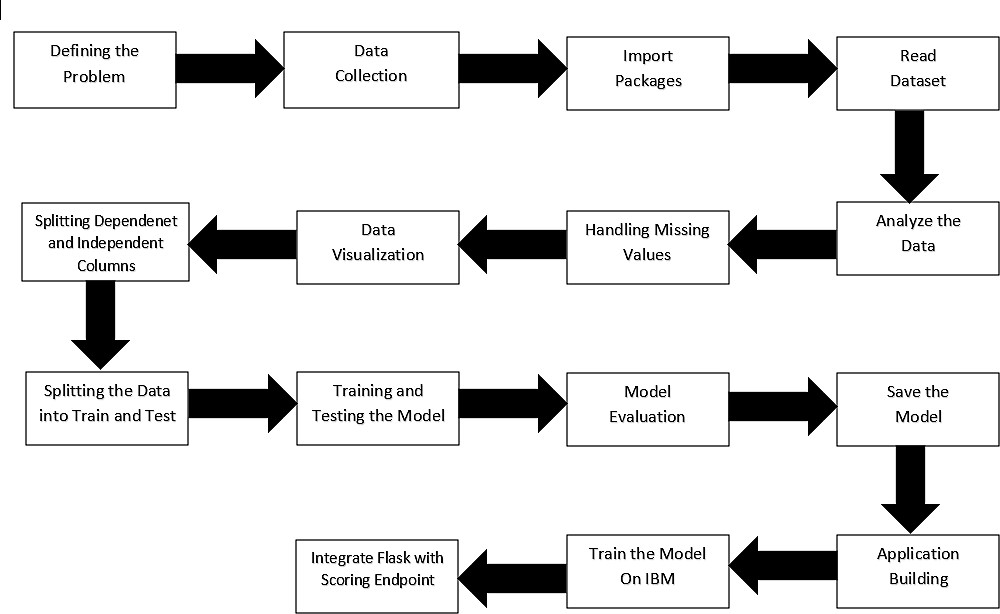 Defining the
Problem
Data
Collection
Import
Packages
Read
Dataset
Analyze the
Data
Handling Missing
Values
Data
Visualization
Splitting Dependenet
and Independent
Columns
Splitting the Data
into Train and Test
Training and
Testing the Model
Model
Evaluation
Save the
Model
Application
Building
Train the Model
On IBM
Integrate Flask with
Scoring Endpoint